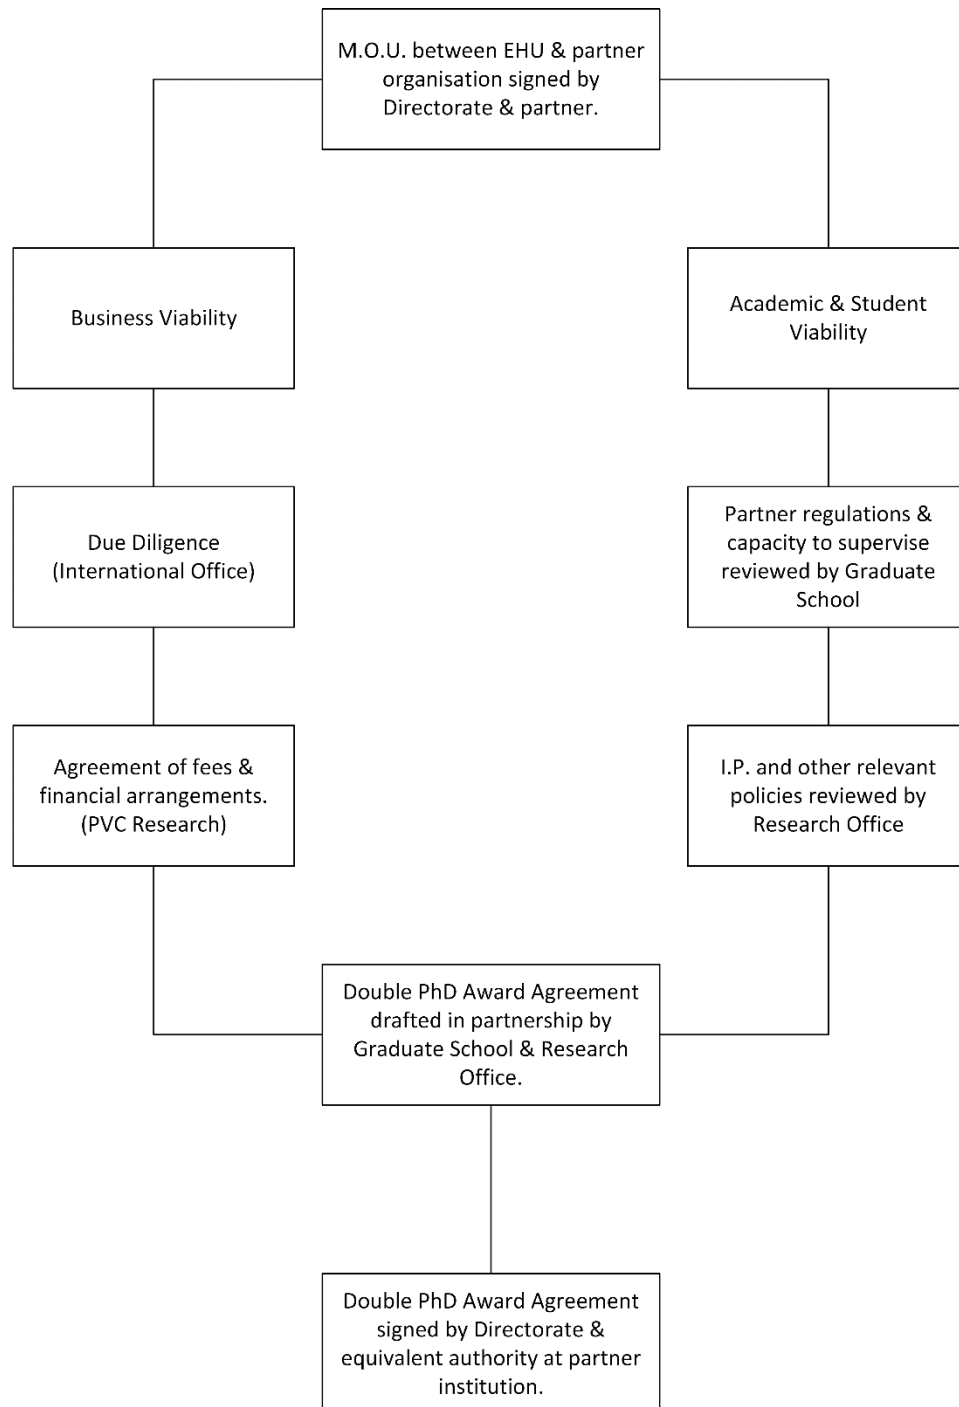 M.O.U. between EHU & partner
organisation signed by
Directorate & partner.
Business Viability
Academic & Student
Viability
Due Diligence
(International Office)
Partner regulations &
capacity to supervise
reviewed by Graduate
School
Agreement of fees &
financial arrangements.
(PVC Research)
I.P. and other relevant
policies reviewed by
Research Office
Double PhD Award Agreement
drafted in partnership by
Graduate School & Research
Office.
Double PhD Award Agreement
signed by Directorate &
equivalent authority at partner
institution.